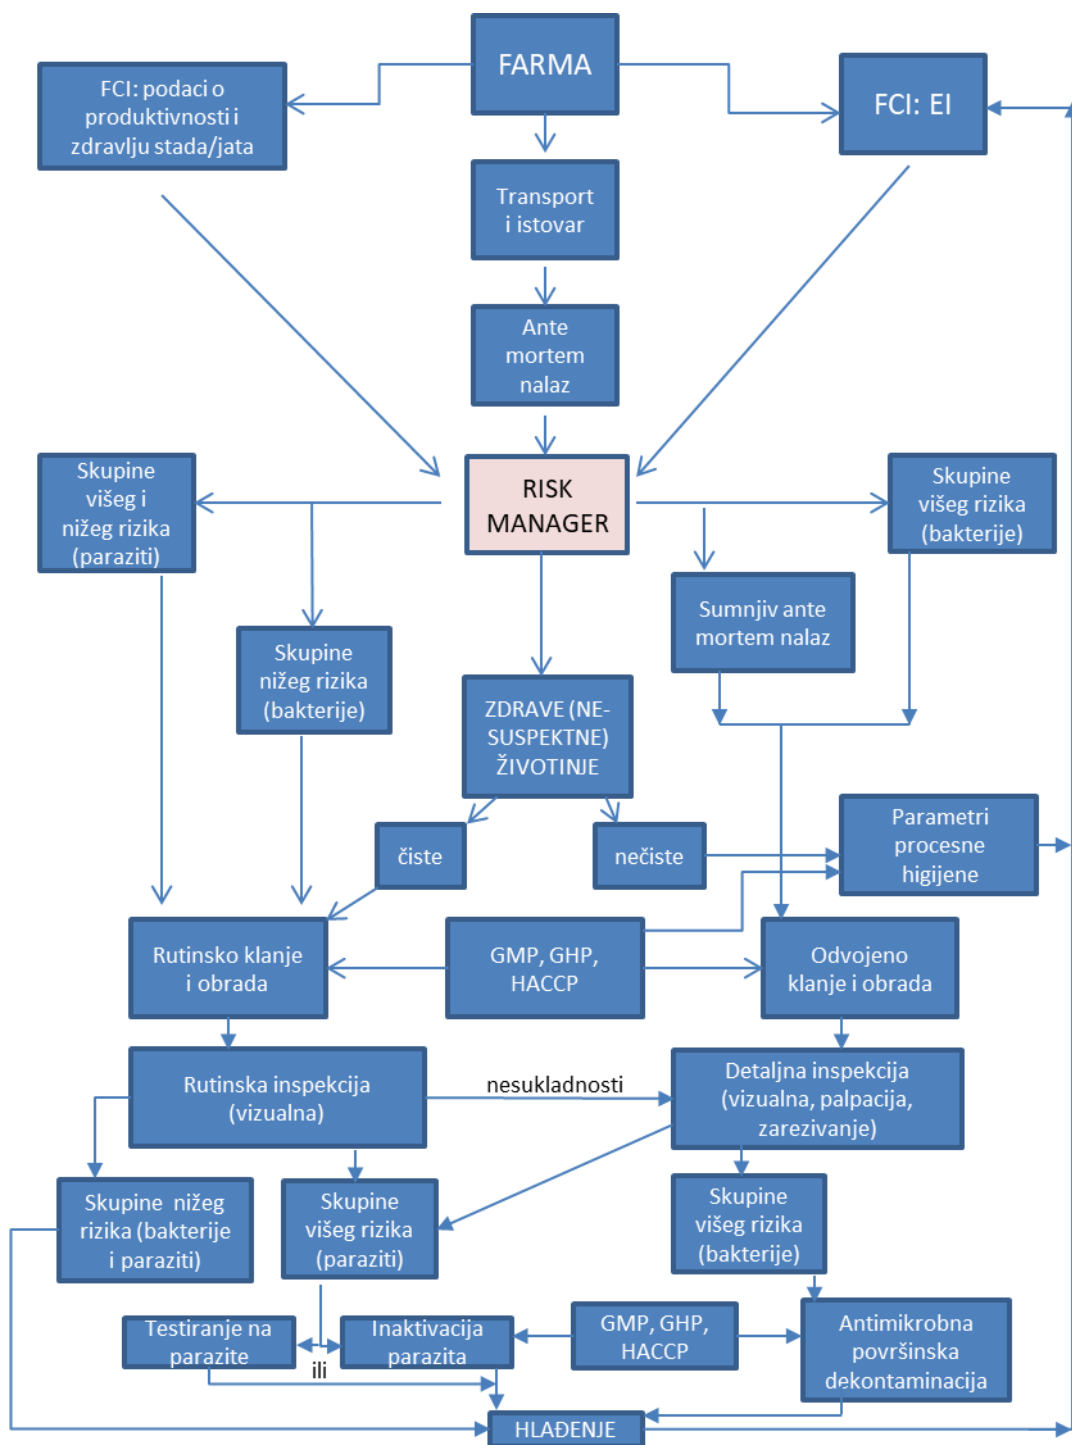 FARMA
FCI: podaci o
produktivnosti i
zdravlju stada/jata
FCI: EI
Transport
i istovar
Ante
mortem
nalaz
Skupine
višeg i
nižeg rizika
(paraziti)
RISK
MANAGER
Skupine
višeg rizika
(bakterije)
Sumnjiv ante
mortem nalaz
Skupine
nižeg rizika
(bakterije)
ZDRAVE (NE-
SUSPEKTNE)
ŽIVOTINJE
čiste
nečiste
Parametri
procesne
higijene
Rutinsko klanje
i obrada
GMP, GHP,
HACCP
Odvojeno
klanje i obrada
Rutinska inspekcija
(vizualna)
nesukladnosti
Detaljna inspekcija
(vizualna, palpacija,
zarezivanje)
Skupine nižeg
rizika (bakterije
i paraziti)
Skupine
višeg rizika
(paraziti)
Skupine
višeg rizika
(bakterije)
Testiranje na
parazite
ili
Inaktivacija
parazita
GMP, GHP,
HACCP
Antimikrobna
površinska
dekontaminacija
HLAĐENJE